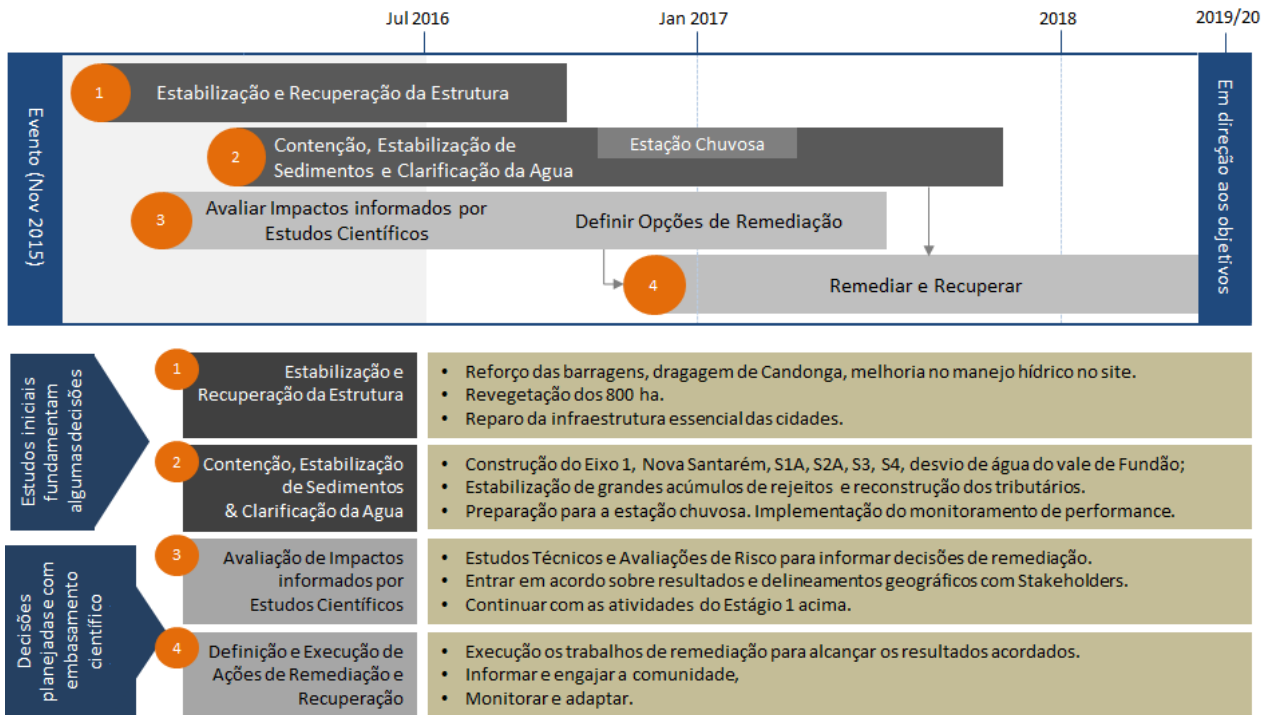 Jul 2016
Jan 2017
2018
2019/20
Evento (Nov 2015)
1
Estabilização e Recuperação da Estrutura
2
Contenção, Estabilização de
Sedimentos e Clarificação da Agua
Estação Chuvosa
3
Avaliar Impactos informados por
Estudos Científicos
Definir Opções de Remediação
4
Remediar e Recuperar
Em direção aos objetivos
Estudos iniciais
fundamentam
algumas decisões
1
Estabilização e
Recuperação da Estrutura
• Reforço das barragens, dragagem de Candonga, melhoria no manejo hídrico no site.
• Revegetação dos 800 ha.
• Reparo da infraestrutura essencial das cidades.
2
Contenção, Estabilização
de Sedimentos
& Clarificação da Agua
• Construção do Eixo 1, Nova Santarém, S1A, S2A, S3, S4, desvio de água do vale de Fundão;
• Estabilização de grandes acúmulos de rejeitos e reconstrução dos tributários.
• Preparação para a estação chuvosa. Implementação do monitoramento de performance.
Decisões
planejadas e com
embasamento
científico
3
Avaliação de Impactos
informados por
Estudos Científicos
• Estudos Técnicos e Avaliações de Risco para informar decisões de remediação.
• Entrar em acordo sobre resultados e delineamentos geográficos com Stakeholders.
• Continuar com as atividades do Estágio 1 acima.
4
Definição e Execução de
Ações de Remediação e
Recuperação
• Execução os trabalhos de remediação para alcançar os resultados acordados.
• Informar e engajar a comunidade,
• Monitorar e adaptar.